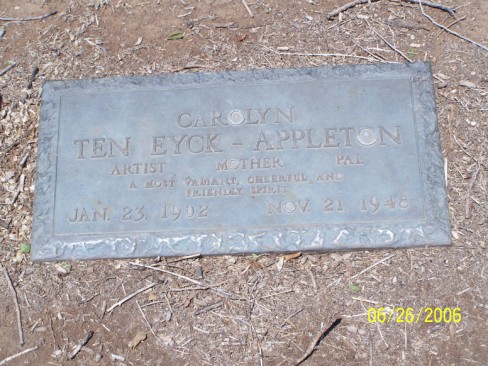 CAROLYN
TEN EYCK - APPLETON
ARTIST MOTHER PAL
A MOST VALIANT, CHEERFUL AND
FRIENDLY SPIRIT
JAN. 23, 1902 NOV. 21 1948
06/26/2006